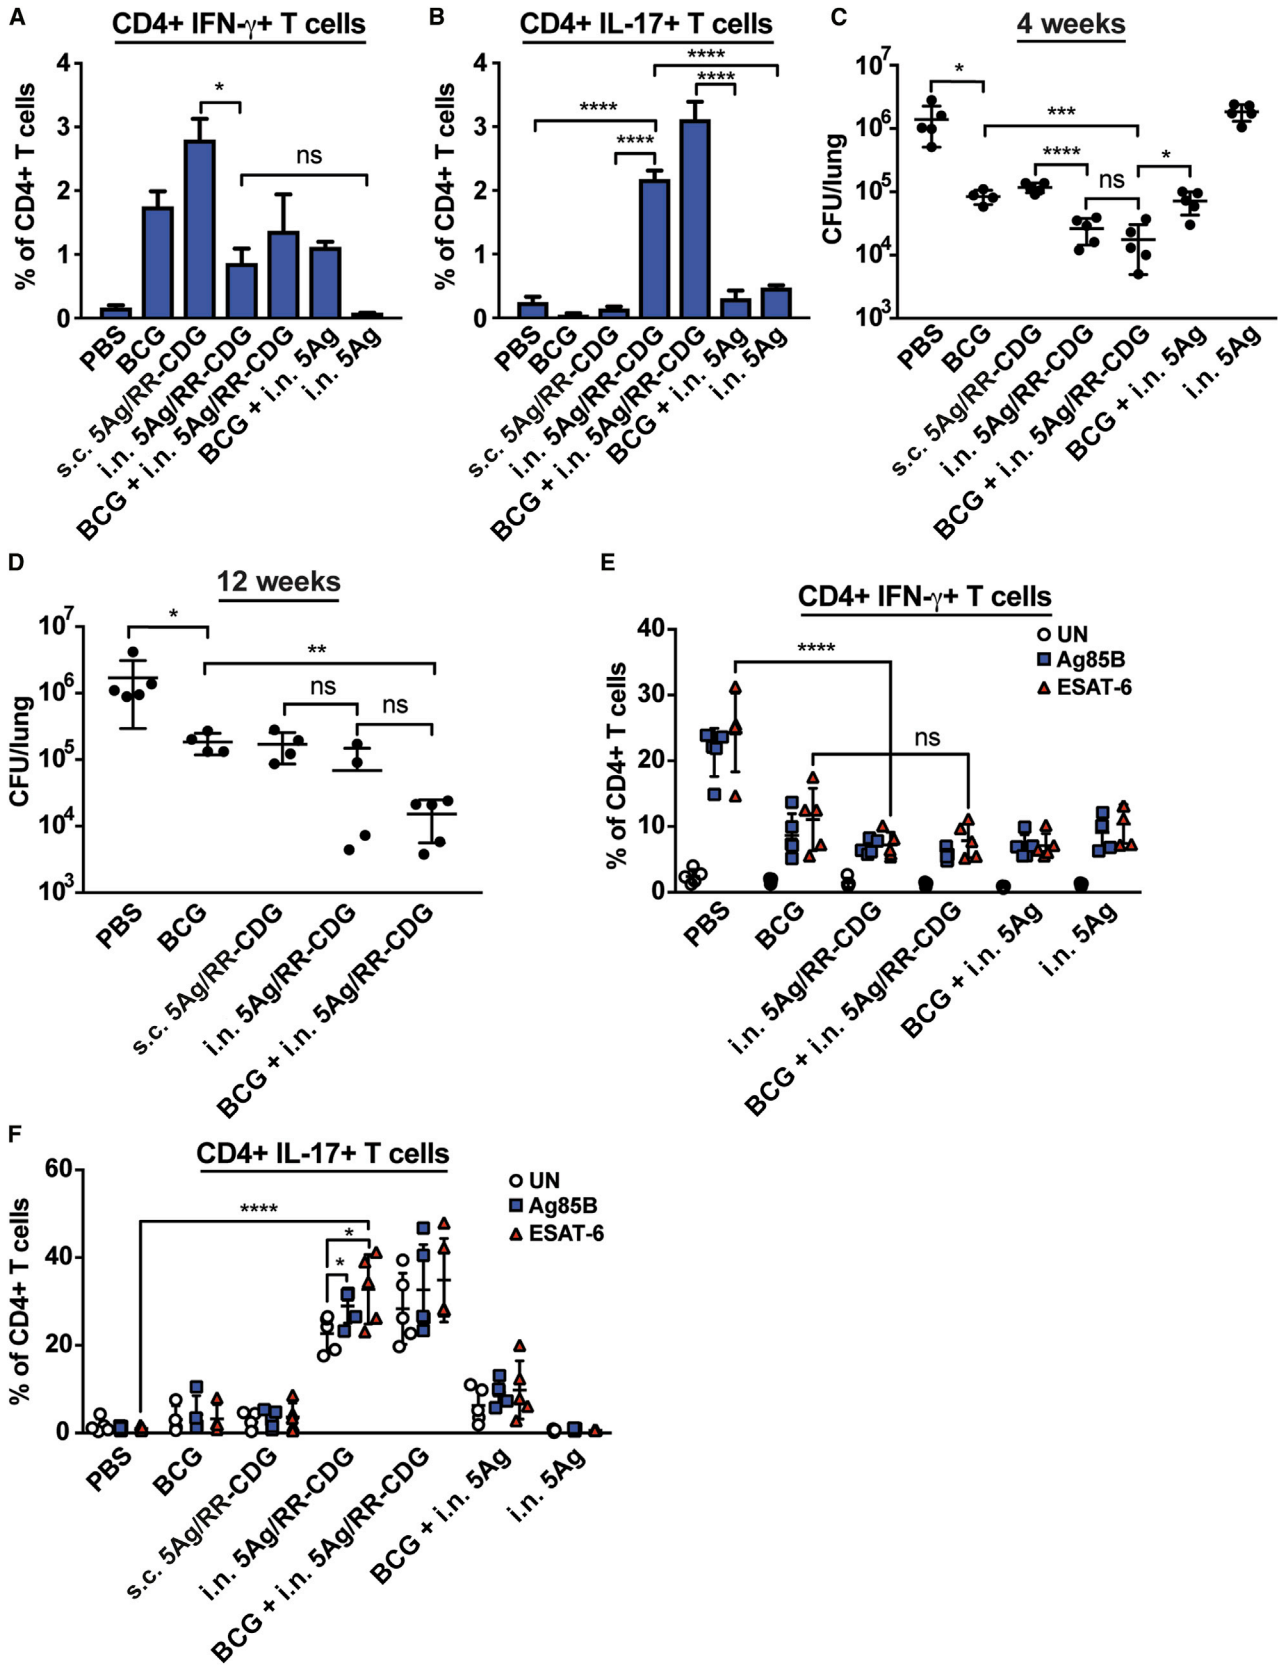 A
CD4+ IFN-γ+ T cells
% of CD4+ T cells
4
3
2
1
0
*
ns
PBS
BCG
s.c. 5Ag/RR-CDG
i.n. 5Ag/RR-CDG
BCG + i.n. 5Ag/RR-CDG
BCG + i.n. 5Ag
i.n. 5Ag
B
CD4+ IL-17+ T cells
% of CD4+ T cells
4
3
2
1
0
****
****
****
****
PBS
BCG
s.c. 5Ag/RR-CDG
i.n. 5Ag/RR-CDG
BCG + i.n. 5Ag/RR-CDG
BCG + i.n. 5Ag
i.n. 5Ag
C
4 weeks
CFU/lung
10⁷
10⁶
10⁵
10⁴
10³
*
***
****
ns
*
PBS
BCG
s.c. 5Ag/RR-CDG
i.n. 5Ag/RR-CDG
BCG + i.n. 5Ag/RR-CDG
BCG + i.n. 5Ag
i.n. 5Ag
D
12 weeks
CFU/lung
10⁷
10⁶
10⁵
10⁴
10³
*
**
ns
ns
PBS
BCG
s.c. 5Ag/RR-CDG
i.n. 5Ag/RR-CDG
BCG + i.n. 5Ag/RR-CDG
E
CD4+ IFN-γ+ T cells
% of CD4+ T cells
40
30
20
10
0
UN
Ag85B
ESAT-6
****
ns
PBS
BCG
i.n. 5Ag/RR-CDG
BCG + i.n. 5Ag/RR-CDG
BCG + i.n. 5Ag
i.n. 5Ag
F
CD4+ IL-17+ T cells
% of CD4+ T cells
60
40
20
0
UN
Ag85B
ESAT-6
****
*
*
PBS
BCG
s.c. 5Ag/RR-CDG
i.n. 5Ag/RR-CDG
BCG + i.n. 5Ag/RR-CDG
BCG + i.n. 5Ag
i.n. 5Ag